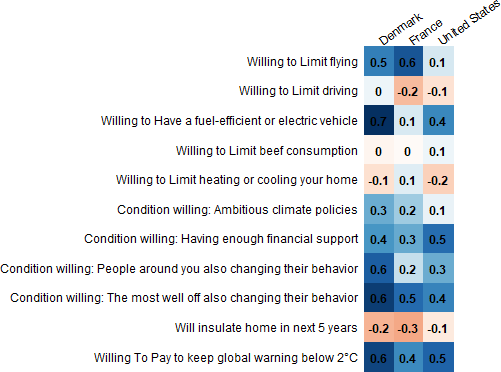 Denmark France United States
Willing to Limit flying 0.5 0.6 0.1
Willing to Limit driving 0 -0.2 -0.1
Willing to Have a fuel-efficient or electric vehicle 0.7 0.1 0.4
Willing to Limit beef consumption 0 0 0.1
Willing to Limit heating or cooling your home -0.1 0.1 -0.2
Condition willing: Ambitious climate policies 0.3 0.2 0.1
Condition willing: Having enough financial support 0.4 0.3 0.5
Condition willing: People around you also changing their behavior 0.6 0.2 0.3
Condition willing: The most well off also changing their behavior 0.6 0.5 0.4
Will insulate home in next 5 years -0.2 -0.3 -0.1
Willing To Pay to keep global warning below 2°C 0.6 0.4 0.5